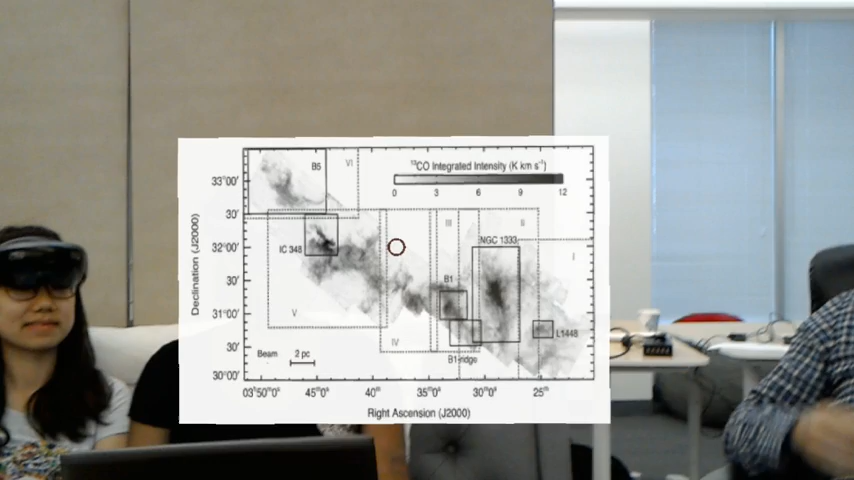 B5
VI
¹³CO Integrated Intensity (K km s⁻¹)
0 3 6 9 12
33°00'
30'
32°00'
30'
31°00'
30'
30°00'
Declination (J2000)
IC 348
III
II
NGC 1333
I
B1
V
IV
L1448
B1-ridge
Beam
2 pc
03ʰ50ᵐ00ˢ 45ᵐ 40ᵐ 35ᵐ 30ᵐ 25ᵐ
Right Ascension (J2000)